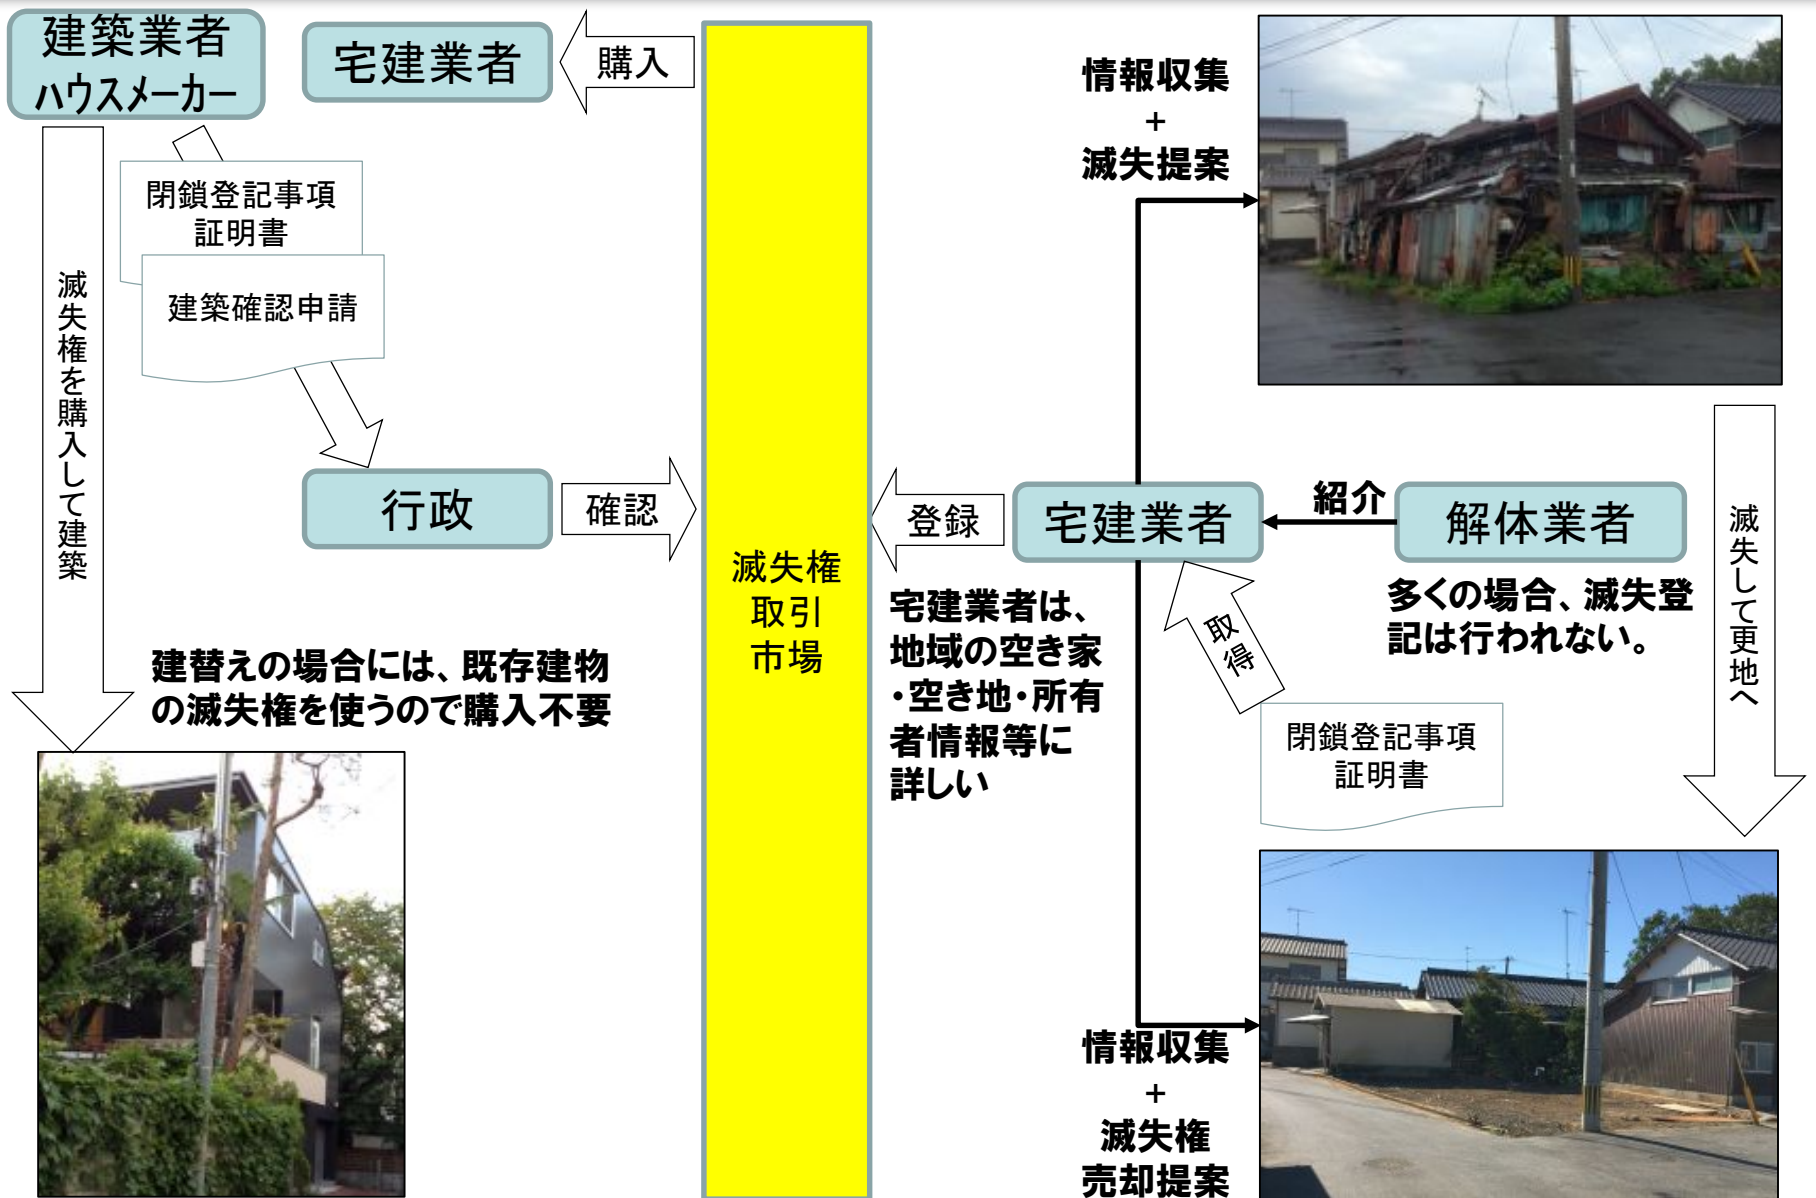 建築業者
ハウスメーカー
宅建業者
購入
閉鎖登記事項
証明書
建築確認申請
滅失権を購入して建築
行政
確認
建替えの場合には、既存建物
の滅失権を使うので購入不要
滅失権
取引
市場
情報収集
+
滅失提案
登録
宅建業者
紹介
解体業者
宅建業者は、
地域の空き家
・空き地・所有
者情報等に
詳しい
取得
多くの場合、滅失登
記は行われない。
滅失して更地へ
閉鎖登記事項
証明書
情報収集
+
滅失権
売却提案